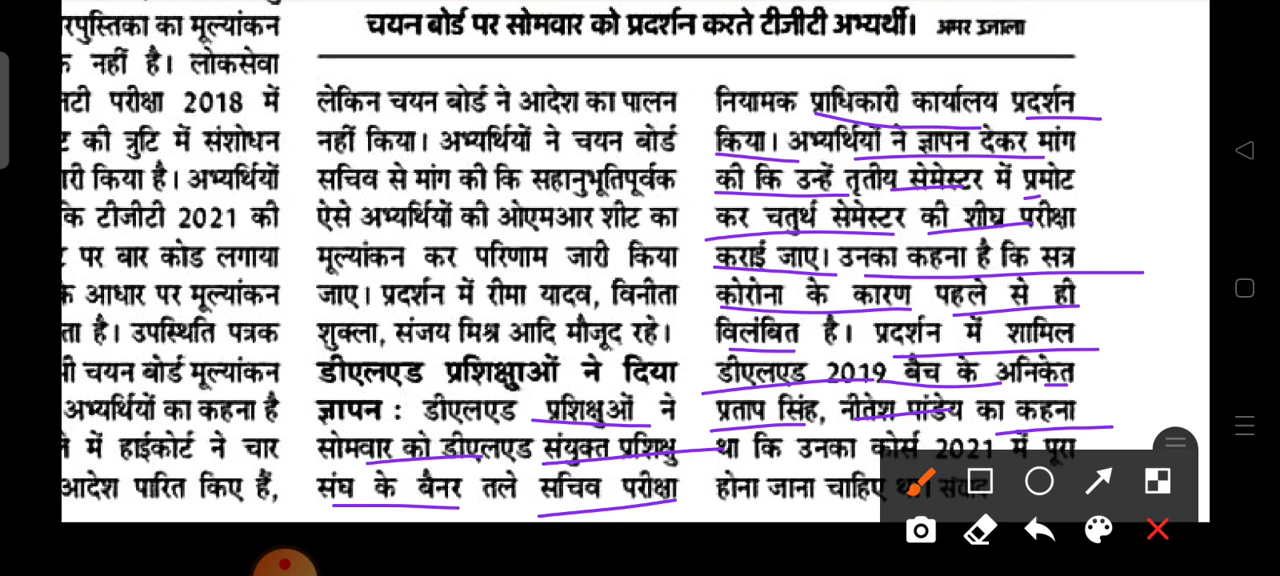 चयन बोर्ड पर सोमवार को प्रदर्शन करते टीजीटी अभ्यर्थी। अमर उजाला
का मूल्यांकन
नहीं है। लोकसेवा
परीक्षा 2018 में
की त्रुटि में संशोधन
किया है। अभ्यर्थियों
टीजीटी 2021 की
पर बार कोड लगाया
आधार पर मूल्यांकन
है। उपस्थिति पत्रक
चयन बोर्ड मूल्यांकन
अभ्यर्थियों का कहना है
में हाईकोर्ट ने चार
आदेश पारित किए हैं,
लेकिन चयन बोर्ड ने आदेश का पालन
नहीं किया। अभ्यर्थियों ने चयन बोर्ड
सचिव से मांग की कि सहानुभूतिपूर्वक
ऐसे अभ्यर्थियों की ओएमआर शीट का
मूल्यांकन कर परिणाम जारी किया
जाए। प्रदर्शन में रीमा यादव, विनीता
शुक्ला, संजय मिश्र आदि मौजूद रहे।
डीएलएड प्रशिक्षुओं ने दिया
ज्ञापन : डीएलएड प्रशिक्षुओं ने
सोमवार को डीएलएड संयुक्त प्रशिक्षु
संघ के बैनर तले सचिव परीक्षा
नियामक प्राधिकारी कार्यालय प्रदर्शन
किया। अभ्यर्थियों ने ज्ञापन देकर मांग
की कि उन्हें तृतीय सेमेस्टर में प्रमोट
कर चतुर्थ सेमेस्टर की शीघ्र परीक्षा
कराई जाए। उनका कहना है कि सत्र
कोरोना के कारण पहले से ही
विलंबित है। प्रदर्शन में शामिल
डीएलएड 2019 बैच के अनिकेत
प्रताप सिंह, नीतेश पांडेय का कहना
था कि उनका कोर्स 2021 में पूरा
होना जाना चाहिए था। संवाद